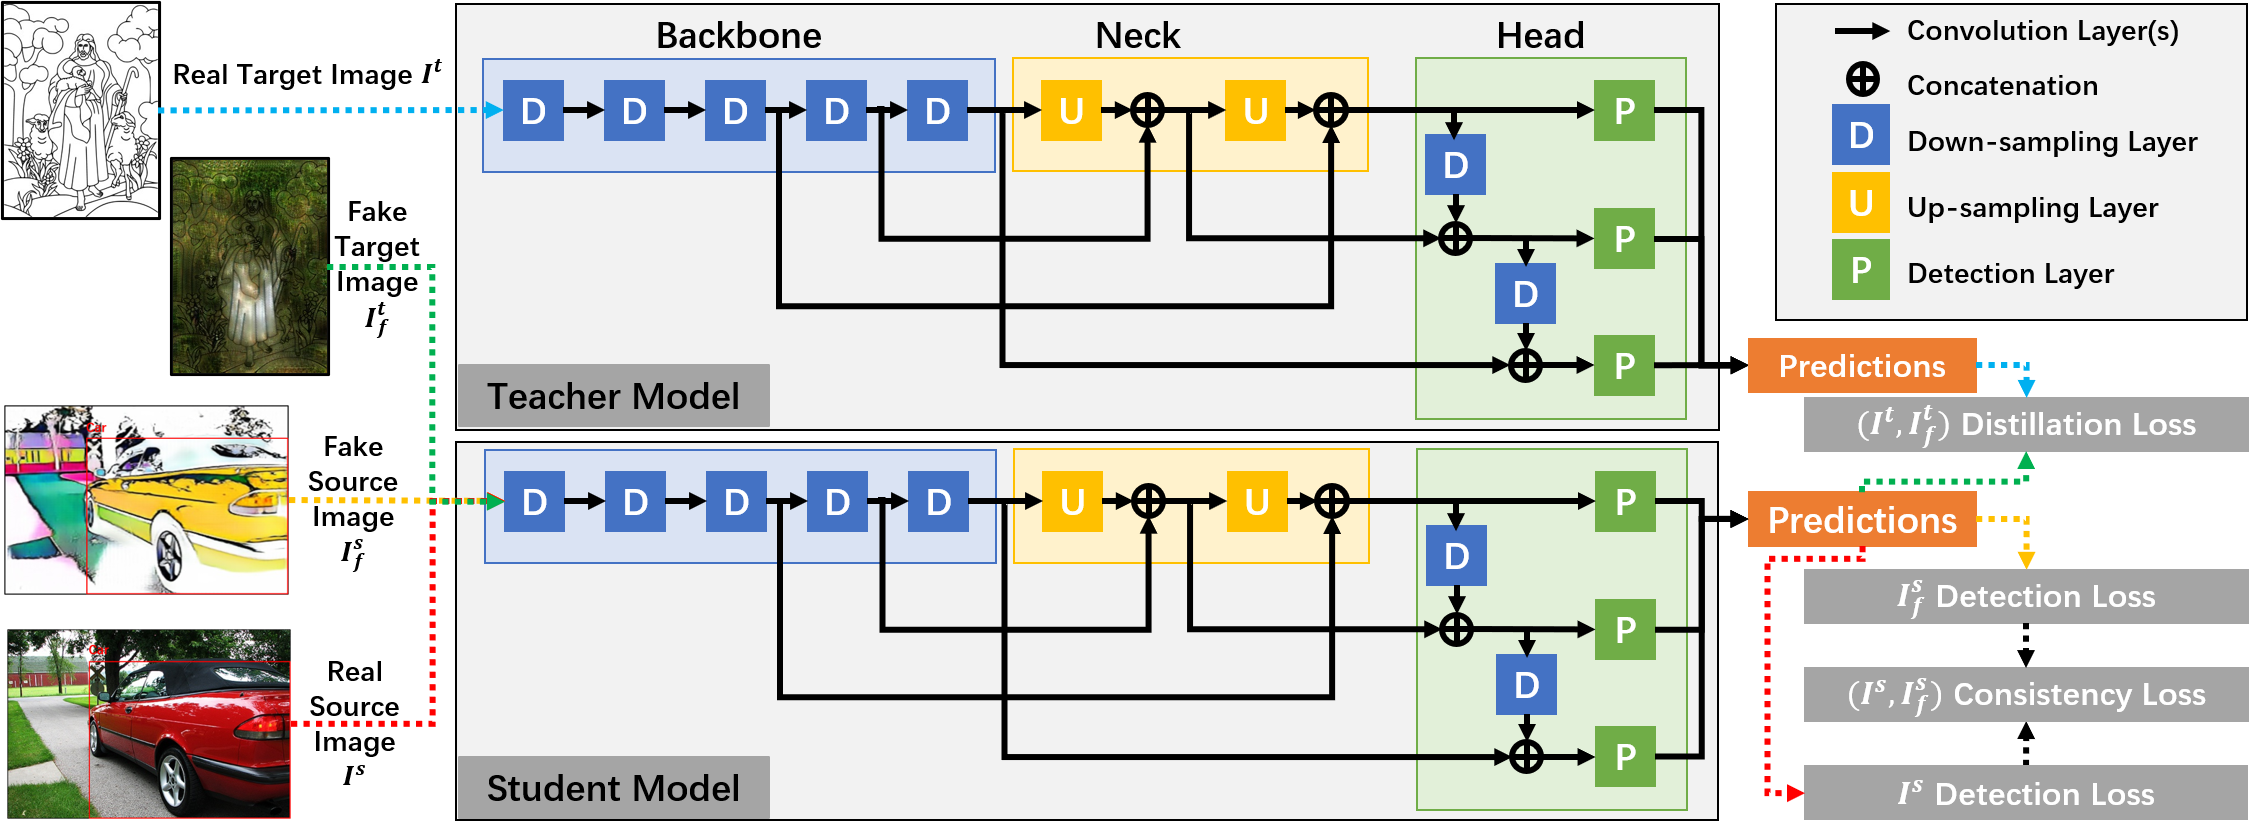 Backbone
Neck
Head
Real Target Image I^t
D D D D D U U P
D P
D P
Fake
Target
Image
I_f^t
Teacher Model
Convolution Layer(s)
Concatenation
D Down-sampling Layer
U Up-sampling Layer
P Detection Layer
Predictions
(I^t, I_f^t) Distillation Loss
Car
Fake
Source
Image
I_f^s
D D D D D U U P
D P
D P
Student Model
Predictions
I_f^s Detection Loss
(I^s, I_f^s) Consistency Loss
I^s Detection Loss
Car
Real
Source
Image
I^s